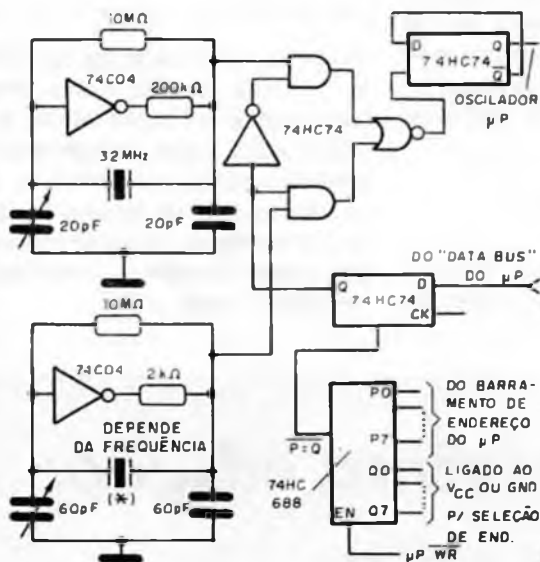 10MΩ
74C04
200kΩ
32MHz
20pF
20pF
74HC74
D
Q
74HC74
Q̅
OSCILADOR
µP
DO "DATA BUS"
DO µP
Q
D
74HC74
CK
10MΩ
74C04
2kΩ
DEPENDE
DA FREQUÊNCIA
(*)
60pF
60pF
P̅=̅Q̅
74HC
688
P0
P7
Q0
Q7
EN
DO BARRA-
MENTO DE
ENDEREÇO
DO µP
LIGADO AO
VCC OU GND
P/ SELEÇÃO
DE END.
µP W̅R̅